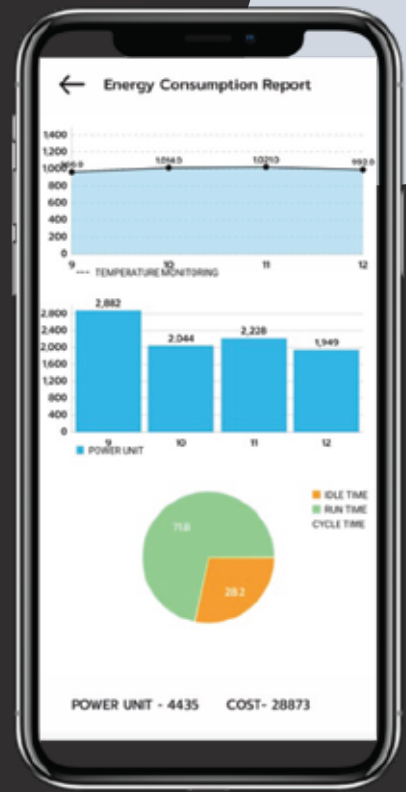 Energy Consumption Report
1,400
1,200
1,000
1,014.0
1,021.0
800
600
400
200
0
9 10 11 12
--- TEMPERATURE MONITORING
2,882
2,800
2,400
2,228
2,044
2,000
1,949
1,600
1,200
800
400
0
9 10 11 12
POWER UNIT
IDLE TIME
RUN TIME
CYCLE TIME
71.8
28.2
POWER UNIT - 4435 COST- 28873